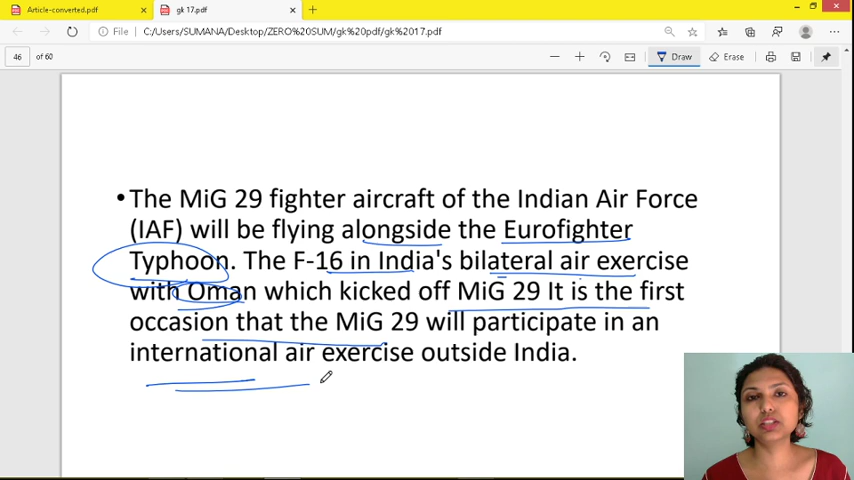 Article-converted.pdf
gk 17.pdf
File
C:/Users/SUMANA/Desktop/ZERO%20SUM/gk%20pdf/gk%2017.pdf
46 of 60
Draw
Erase
•The MiG 29 fighter aircraft of the Indian Air Force
(IAF) will be flying alongside the Eurofighter
Typhoon. The F-16 in India's bilateral air exercise
with Oman which kicked off MiG 29 It is the first
occasion that the MiG 29 will participate in an
international air exercise outside India.